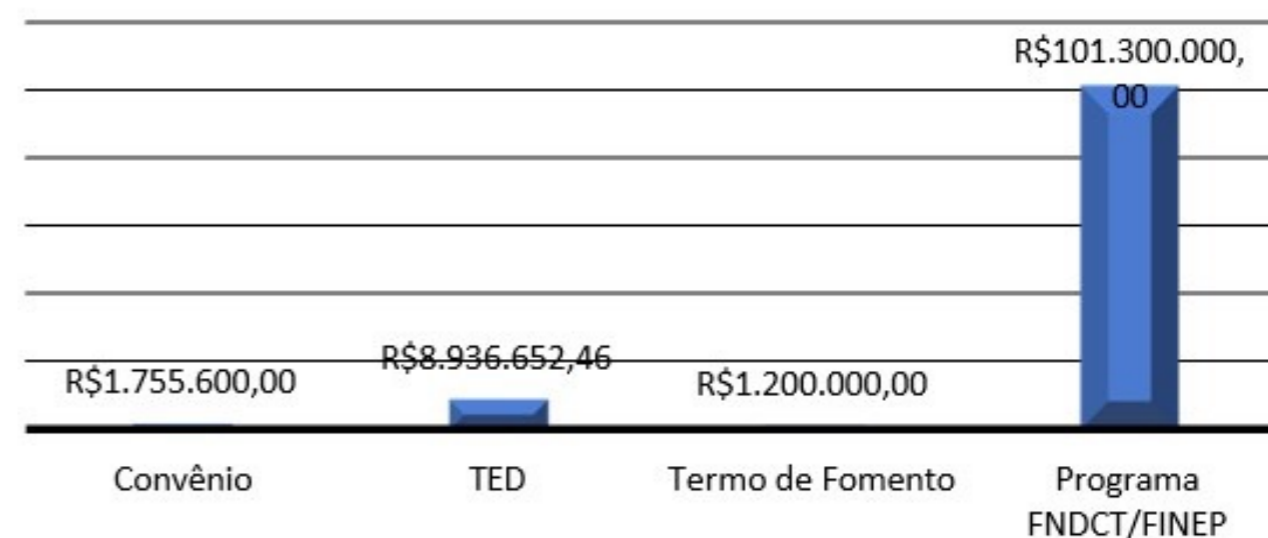 R$101.300.000,
00
R$8.936.652,46
R$1.755.600,00
R$1.200.000,00
Convênio
TED
Termo de Fomento
Programa
FNDCT/FINEP